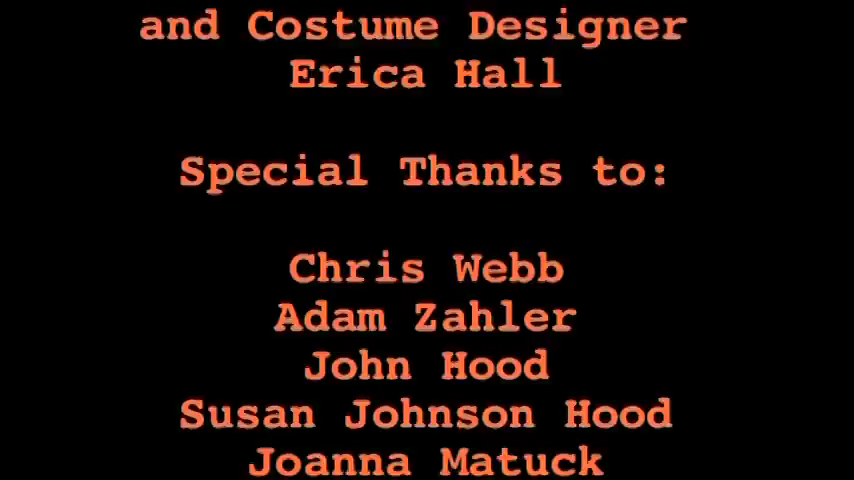 and Costume Designer
Erica Hall
Special Thanks to:
Chris Webb
Adam Zahler
John Hood
Susan Johnson Hood
Joanna Matuck